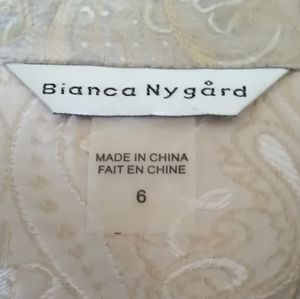 Bianca Nygård
MADE IN CHINA
FAIT EN CHINE
6